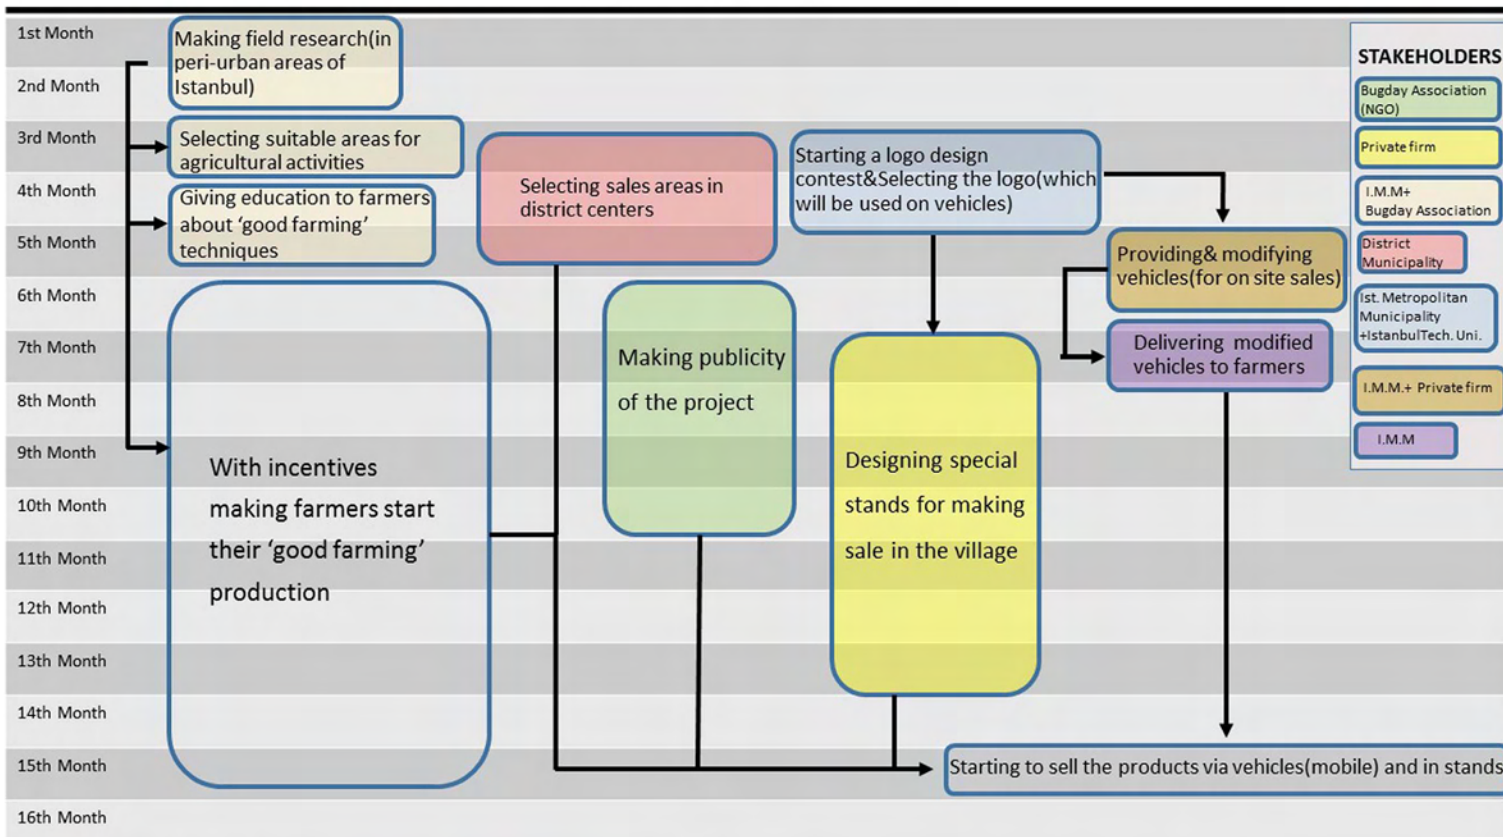 1st Month
2nd Month
3rd Month
4th Month
5th Month
6th Month
7th Month
8th Month
9th Month
10th Month
11th Month
12th Month
13th Month
14th Month
15th Month
16th Month
Making field research(in
peri-urban areas of
Istanbul)
Selecting suitable areas for
agricultural activities
Giving education to farmers
about ‘good farming’
techniques
With incentives
making farmers start
their ‘good farming’
production
Selecting sales areas in
district centers
Making publicity
of the project
Starting a logo design
contest&Selecting the logo(which
will be used on vehicles)
Designing special
stands for making
sale in the village
Providing& modifying
vehicles(for on site sales)
Delivering modified
vehicles to farmers
Starting to sell the products via vehicles(mobile) and in stands
STAKEHOLDERS
Bugday Association
(NGO)
Private firm
I.M.M+
Bugday Association
District
Municipality
Ist. Metropolitan
Municipality
+IstanbulTech. Uni.
I.M.M.+ Private firm
I.M.M